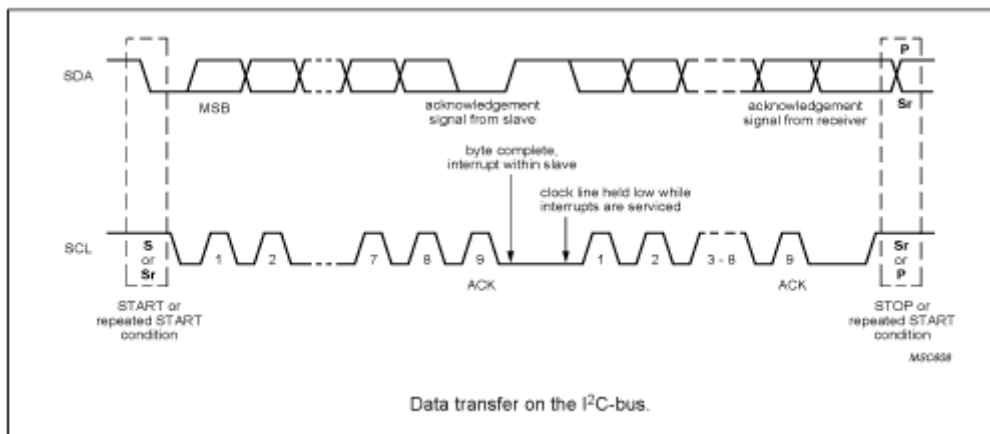 P
SDA
MSB
acknowledgement
signal from slave
acknowledgement
signal from receiver
Sr
byte complete,
interrupt within slave
clock line held low while
interrupts are serviced
SCL
S
or
Sr
1
2
7
8
9
1
2
3 - 8
9
Sr
or
P
ACK
ACK
START or
repeated START
condition
STOP or
repeated START
condition
MSC608
Data transfer on the I²C-bus.